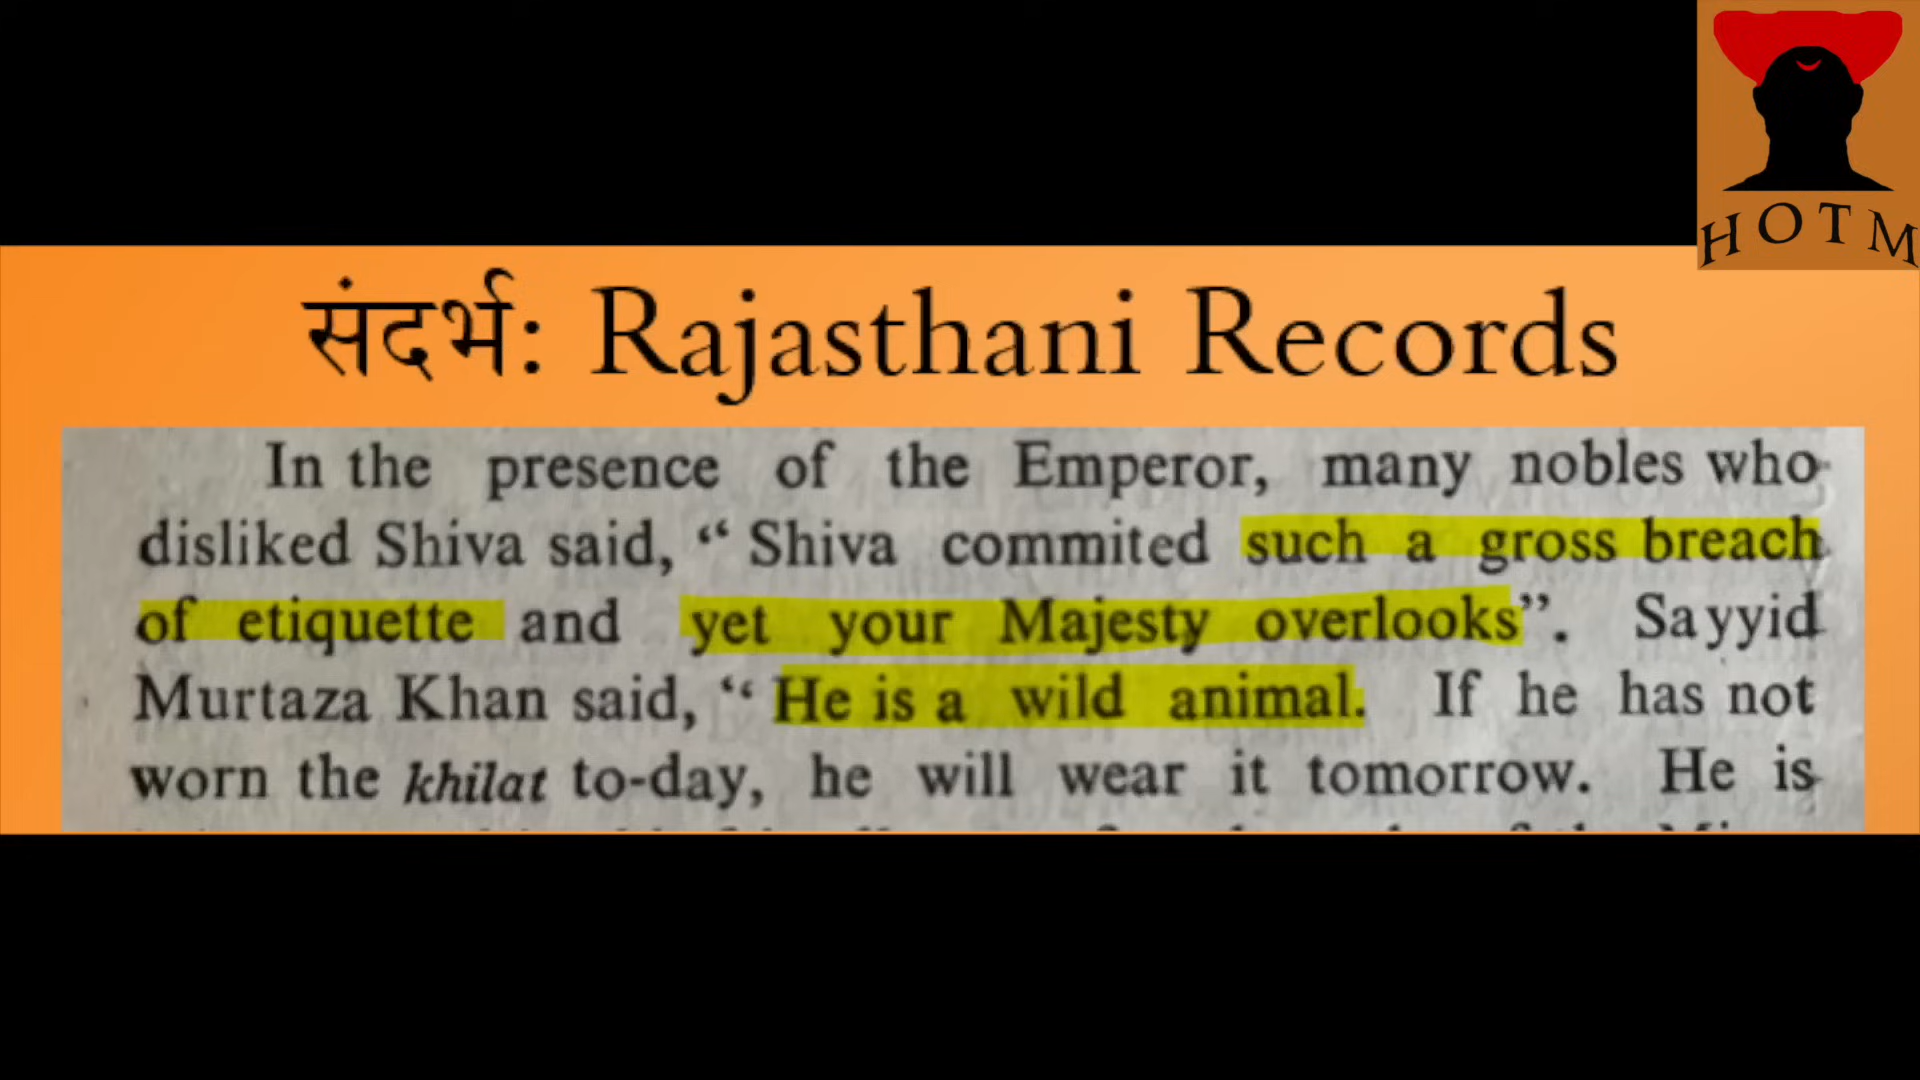 HOTM
संदर्भ: Rajasthani Records
In the presence of the Emperor, many nobles who
disliked Shiva said, “ Shiva commited such a gross breach
of etiquette and yet your Majesty overlooks”. Sayyid
Murtaza Khan said, “ He is a wild animal. If he has not
worn the khilat to-day, he will wear it tomorrow. He is